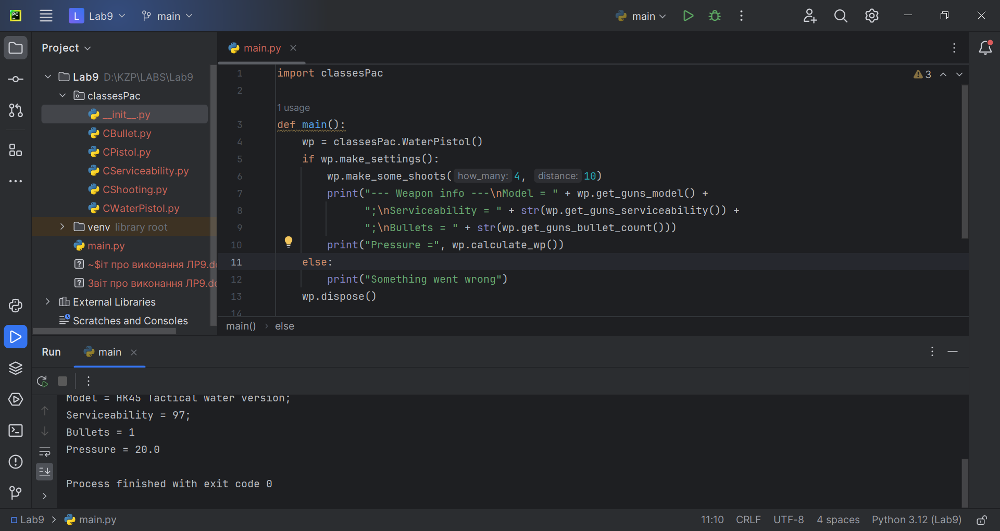 PC
L Lab9 main main
Project
main.py
Lab9 D:\KZP\LABS\Lab9
classesPac
__init__.py
CBullet.py
CPistol.py
CServiceability.py
CShooting.py
CWaterPistol.py
venv library root
main.py
~$іт про виконання ЛР9.dc
Звіт про виконання ЛР9.dc
External Libraries
Scratches and Consoles
3
1 import classesPac
2
1 usage
3 def main():
4 wp = classesPac.WaterPistol()
5 if wp.make_settings():
6 wp.make_some_shoots( how_many: 4, distance: 10)
7 print("--- Weapon info ---\nModel = " + wp.get_guns_model() +
8 ";\nServiceability = " + str(wp.get_guns_serviceability()) +
9 ";\nBullets = " + str(wp.get_guns_bullet_count()))
10 print("Pressure =", wp.calculate_wp())
11 else:
12 print("Something went wrong")
13 wp.dispose()
14
main() › else
Run main
Model = HK45 Tactical water version;
Serviceability = 97;
Bullets = 1
Pressure = 20.0
Process finished with exit code 0
Lab9 main.py 11:10 CRLF UTF-8 4 spaces Python 3.12 (Lab9)